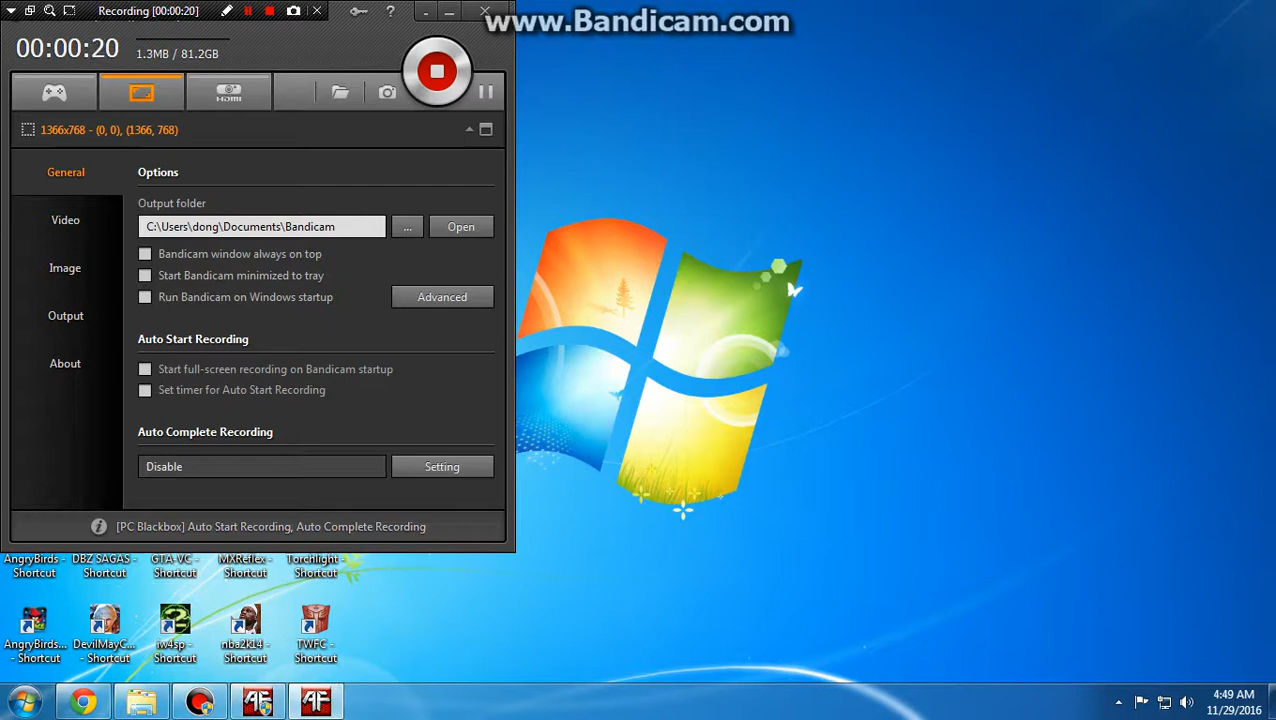 Recording [00:00:20]
www.Bandicam.com
00:00:20
1.3MB / 81.2GB
HDMI
1366x768 - (0, 0), (1366, 768)
General
Video
Image
Output
About
Options
Output folder
C:\Users\dong\Documents\Bandicam
...
Open
Bandicam window always on top
Start Bandicam minimized to tray
Run Bandicam on Windows startup
Advanced
Auto Start Recording
Start full-screen recording on Bandicam startup
Set timer for Auto Start Recording
Auto Complete Recording
Disable
Setting
[PC Blackbox] Auto Start Recording, Auto Complete Recording
AngryBirds - Shortcut
DBZ SAGAS - Shortcut
GTA-VC - Shortcut
MXReflex - Shortcut
Torchlight - Shortcut
AngryBirds... - Shortcut
DevilMayC... - Shortcut
iw4sp - Shortcut
nba2k14 - Shortcut
TWFC - Shortcut
AF
AF
4:49 AM
11/29/2016